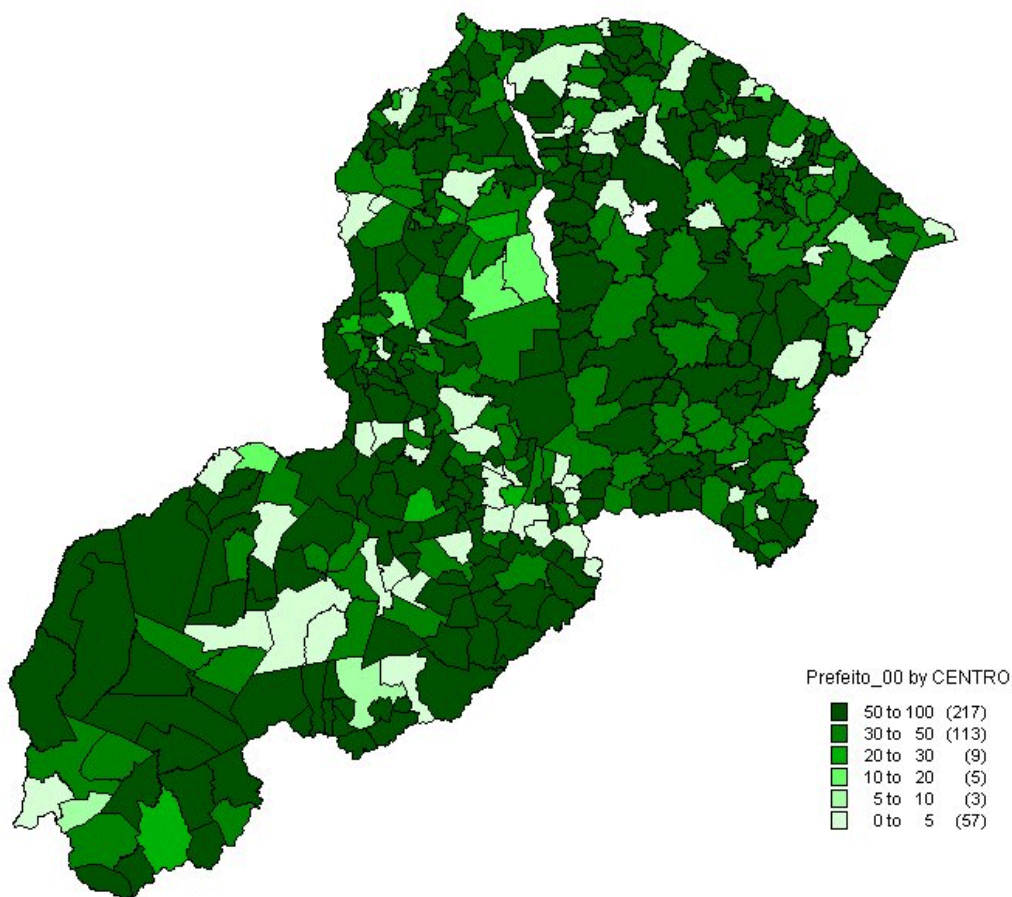 Prefeito_00 by CENTRO
50 to 100 (217)
30 to 50 (113)
20 to 30 (9)
10 to 20 (5)
5 to 10 (3)
0 to 5 (57)